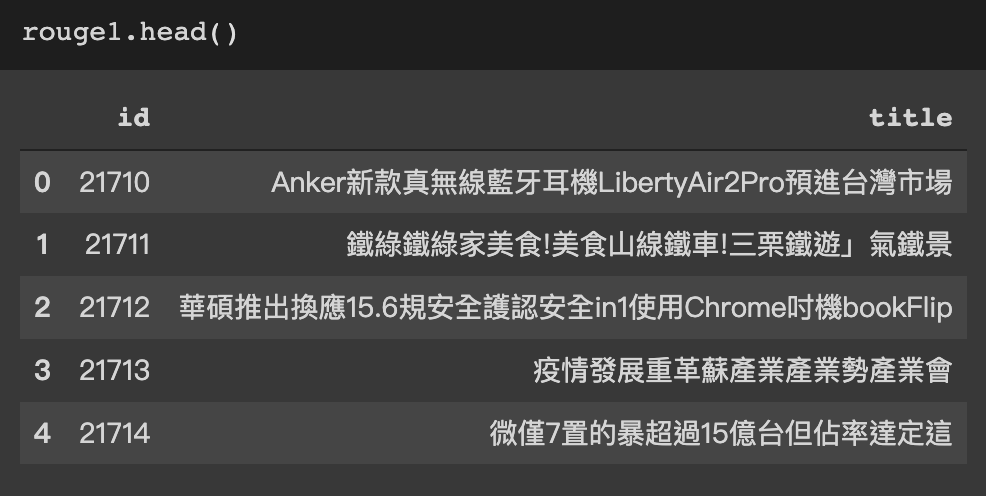 rouge1.head()
id title
0 21710 Anker新款真無線藍牙耳機LibertyAir2Pro預進台灣市場
1 21711 鐵綠鐵綠家美食!美食山線鐵車!三栗鐵遊」氣鐵景
2 21712 華碩推出換應15.6規安全護認安全in1使用Chrome吋機bookFlip
3 21713 疫情發展重革蘇產業產業勢產業會
4 21714 微僅7置的暴超過15億台但佔率達定這